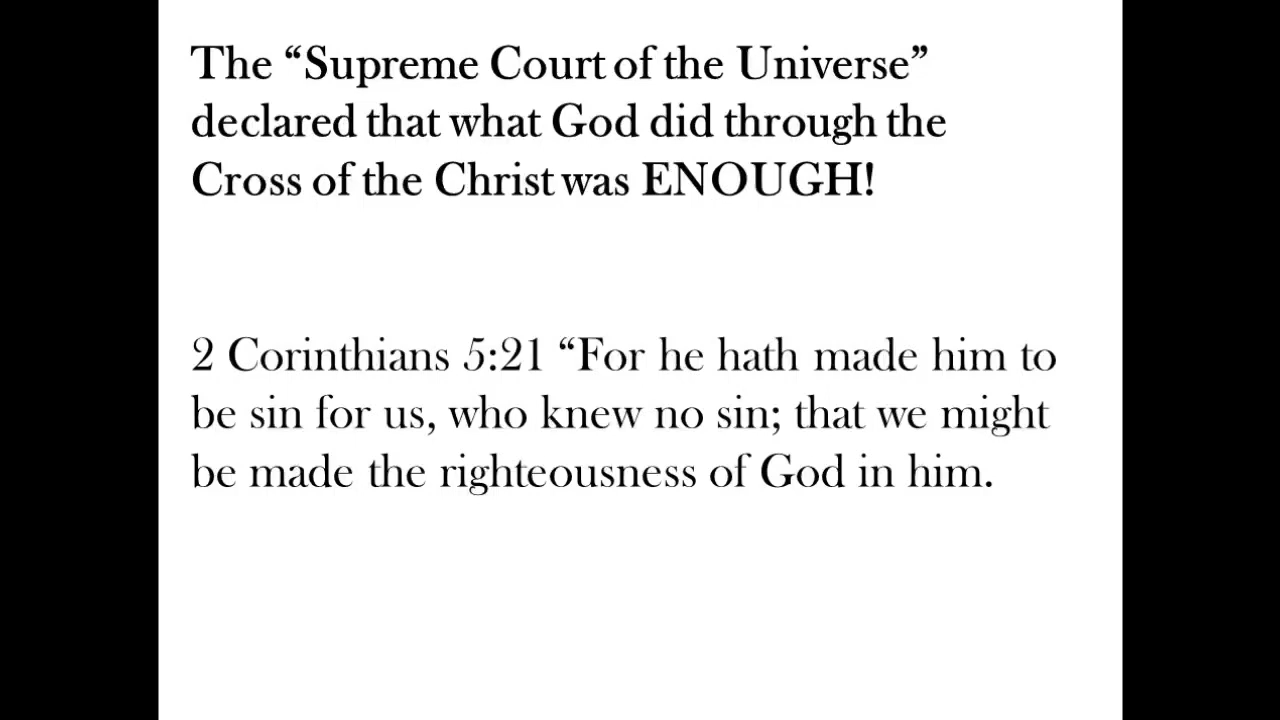 The “Supreme Court of the Universe”
declared that what God did through the
Cross of the Christ was ENOUGH!
2 Corinthians 5:21 “For he hath made him to
be sin for us, who knew no sin; that we might
be made the righteousness of God in him.